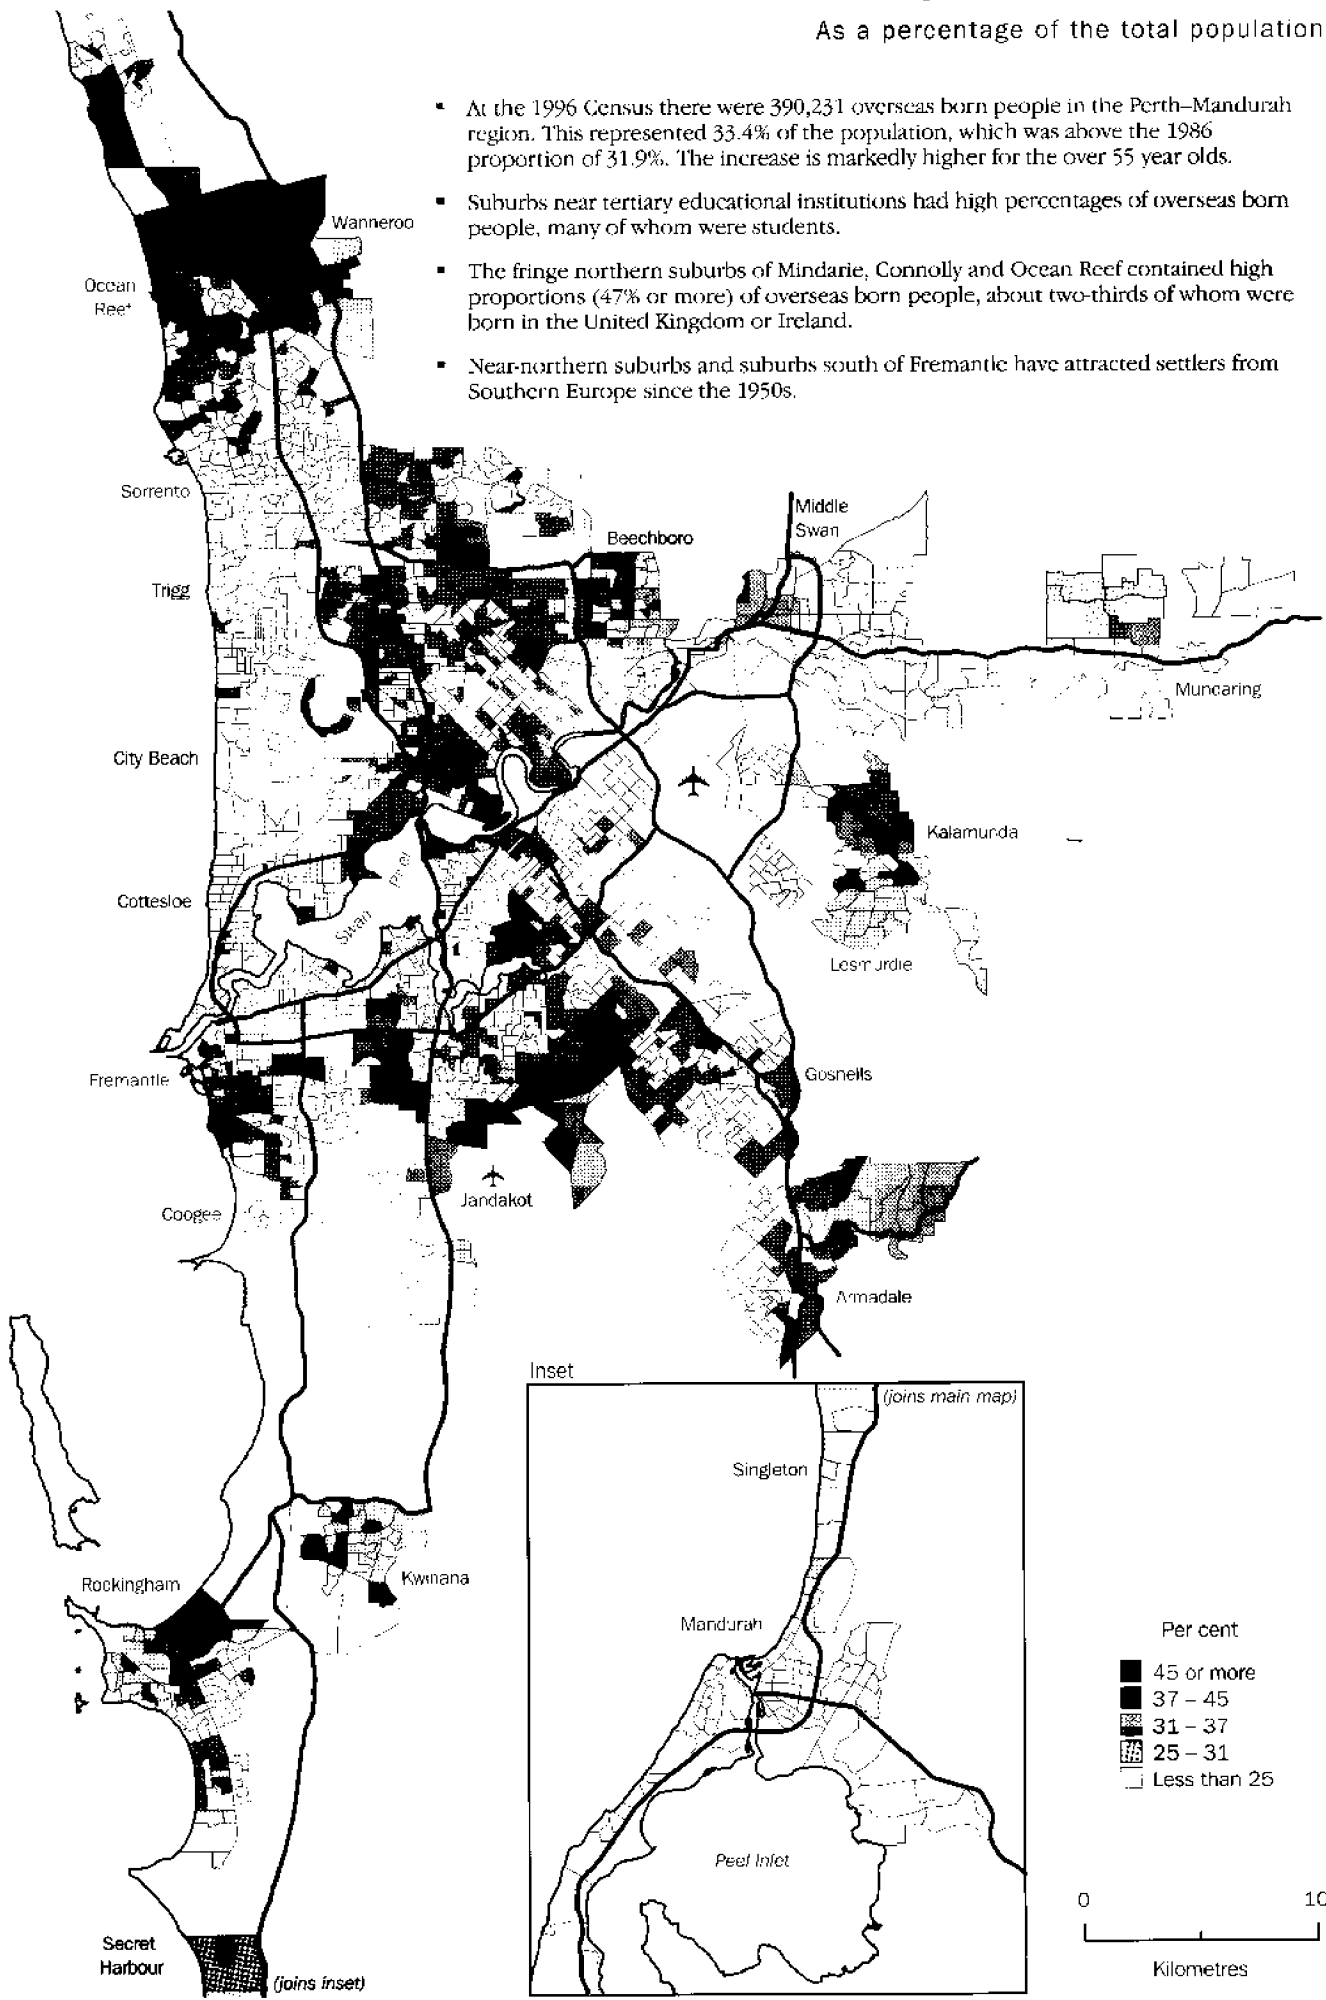 As a percentage of the total population
▪ At the 1996 Census there were 390,231 overseas born people in the Perth–Mandurah
region. This represented 33.4% of the population, which was above the 1986
proportion of 31.9%. The increase is markedly higher for the over 55 year olds.
▪ Suburbs near tertiary educational institutions had high percentages of overseas born
people, many of whom were students.
▪ The fringe northern suburbs of Mindarie, Connolly and Ocean Reef contained high
proportions (47% or more) of overseas born people, about two-thirds of whom were
born in the United Kingdom or Ireland.
▪ Near-northern suburbs and suburbs south of Fremantle have attracted settlers from
Southern Europe since the 1950s.
Wanneroo
Ocean
Reef
Sorrento
Middle
Swan
Beechboro
Trigg
Mundaring
City Beach
Kalamunda
Cottesloe
Swan
Lesmurdie
Fremantle
Gosnells
Jandakot
Coogee
Armadale
Inset
(joins main map)
Singleton
Rockingham
Kwinana
Mandurah
Peel Inlet
Per cent
45 or more
37 – 45
31 – 37
25 – 31
Less than 25
0 10
Kilometres
Secret
Harbour
(joins inset)